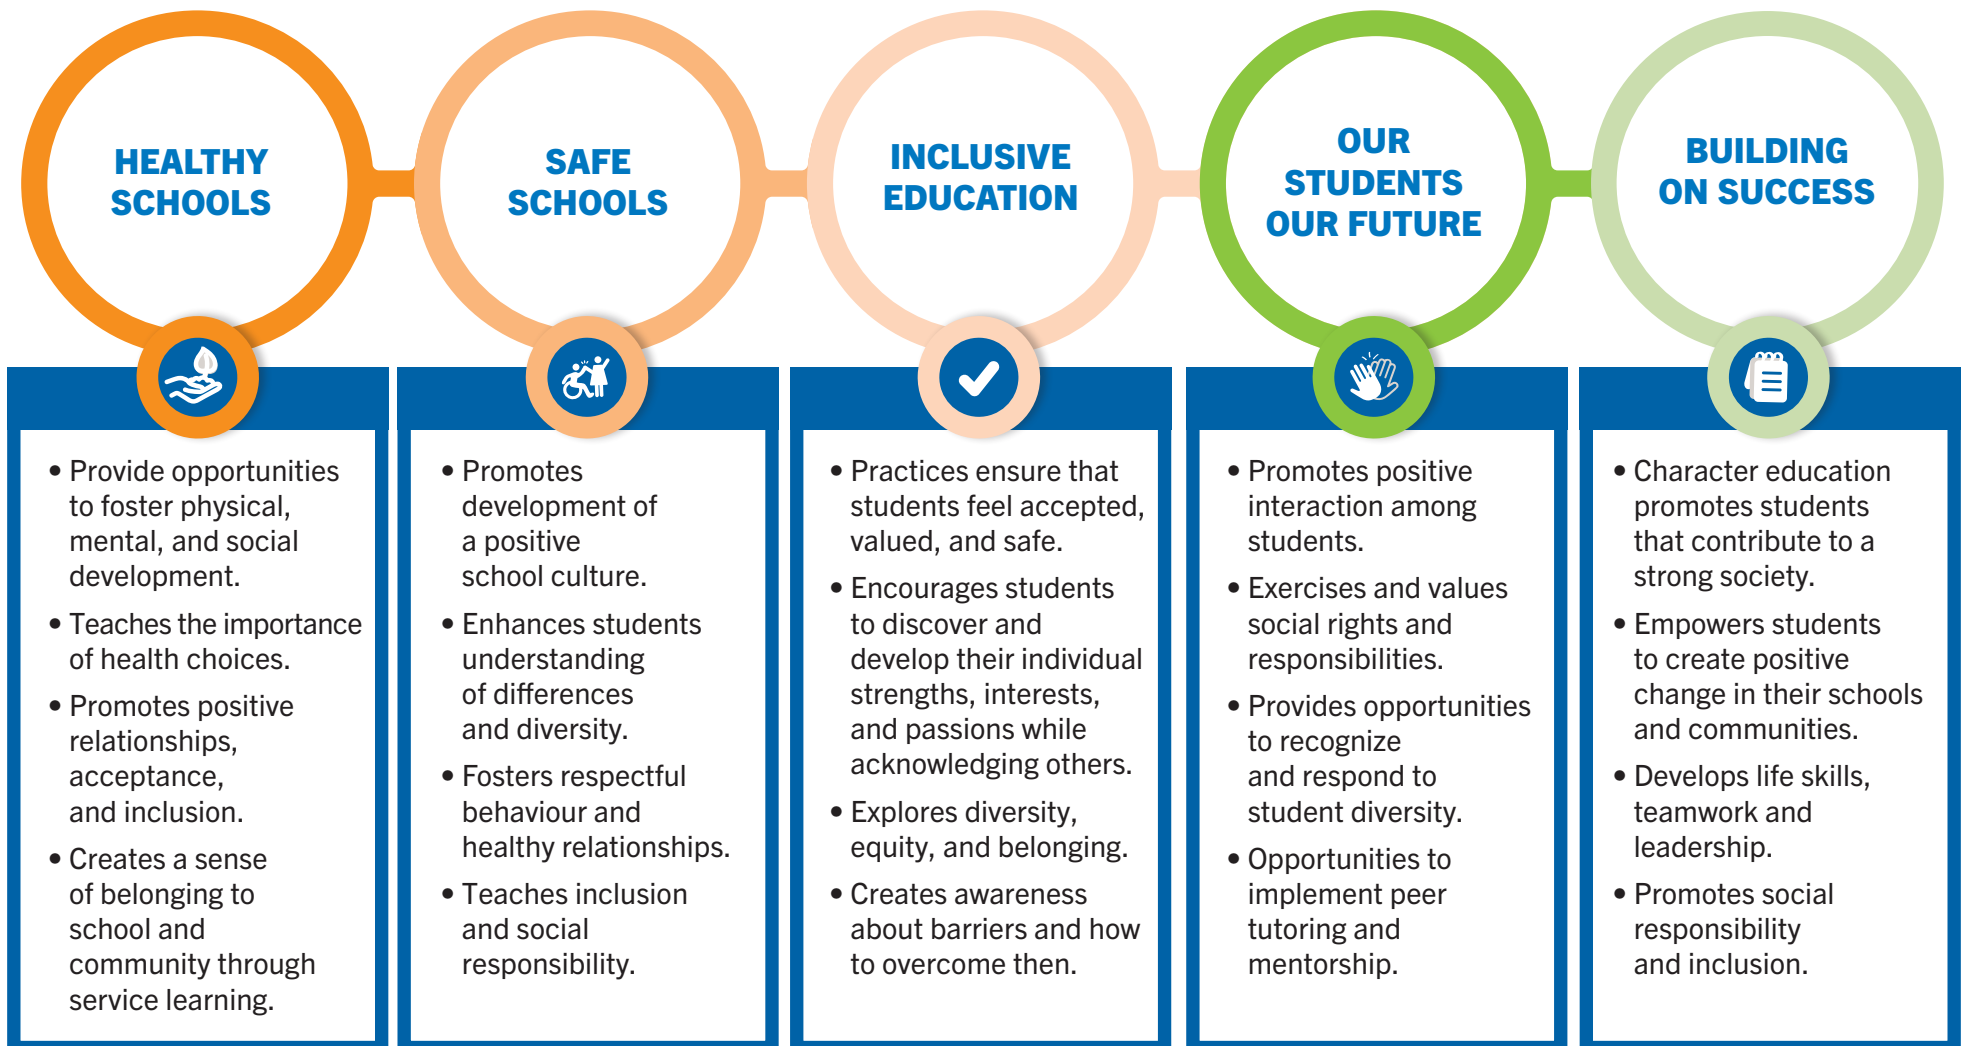 HEALTHY
SCHOOLS
• Provide opportunities
to foster physical,
mental, and social
development.
• Teaches the importance
of health choices.
• Promotes positive
relationships,
acceptance,
and inclusion.
• Creates a sense
of belonging to
school and
community through
service learning.
SAFE
SCHOOLS
• Promotes
development of
a positive
school culture.
• Enhances students
understanding
of differences
and diversity.
• Fosters respectful
behaviour and
healthy relationships.
• Teaches inclusion
and social
responsibility.
INCLUSIVE
EDUCATION
• Practices ensure that
students feel accepted,
valued, and safe.
• Encourages students
to discover and
develop their individual
strengths, interests,
and passions while
acknowledging others.
• Explores diversity,
equity, and belonging.
• Creates awareness
about barriers and how
to overcome then.
OUR
STUDENTS
OUR FUTURE
• Promotes positive
interaction among
students.
• Exercises and values
social rights and
responsibilities.
• Provides opportunities
to recognize
and respond to
student diversity.
• Opportunities to
implement peer
tutoring and
mentorship.
BUILDING
ON SUCCESS
• Character education
promotes students
that contribute to a
strong society.
• Empowers students
to create positive
change in their schools
and communities.
• Develops life skills,
teamwork and
leadership.
• Promotes social
responsibility
and inclusion.